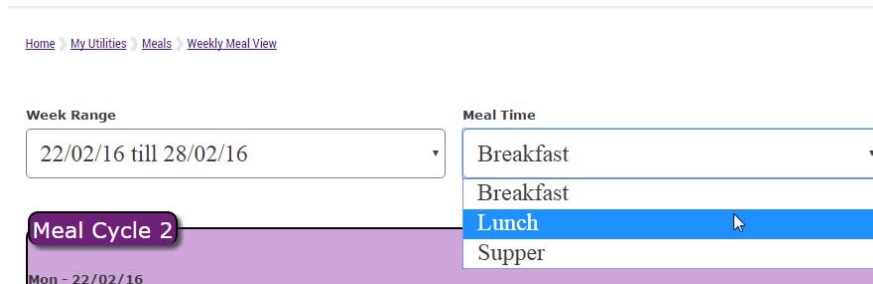 Home My Utilities Meals Weekly Meal View
Week Range Meal Time
22/02/16 till 28/02/16 Breakfast
Breakfast
Lunch
Supper
Meal Cycle 2
Mon - 22/02/16